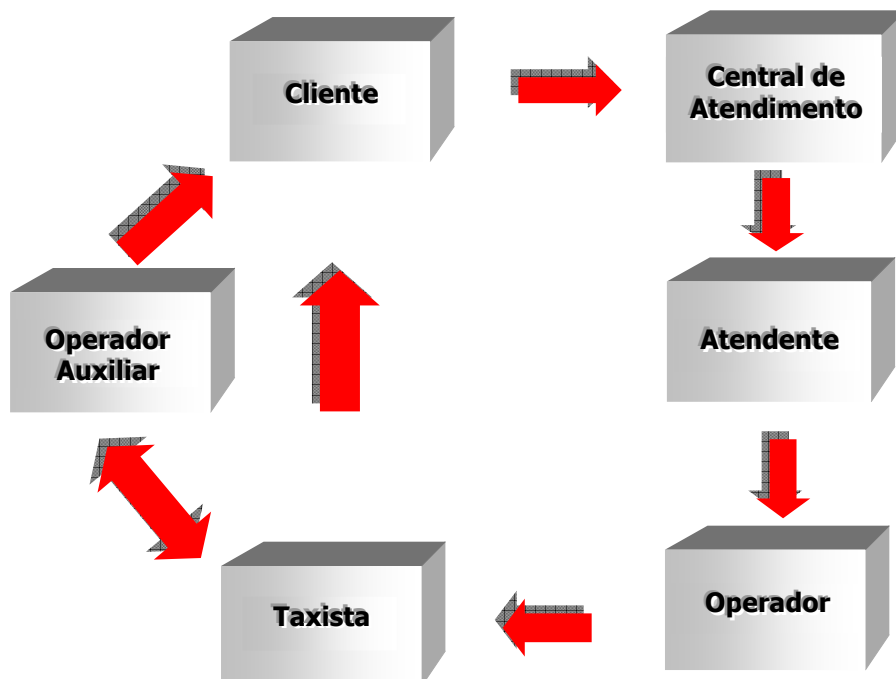 Cliente
Central de
Atendimento
Operador
Auxiliar
Atendente
Taxista
Operador